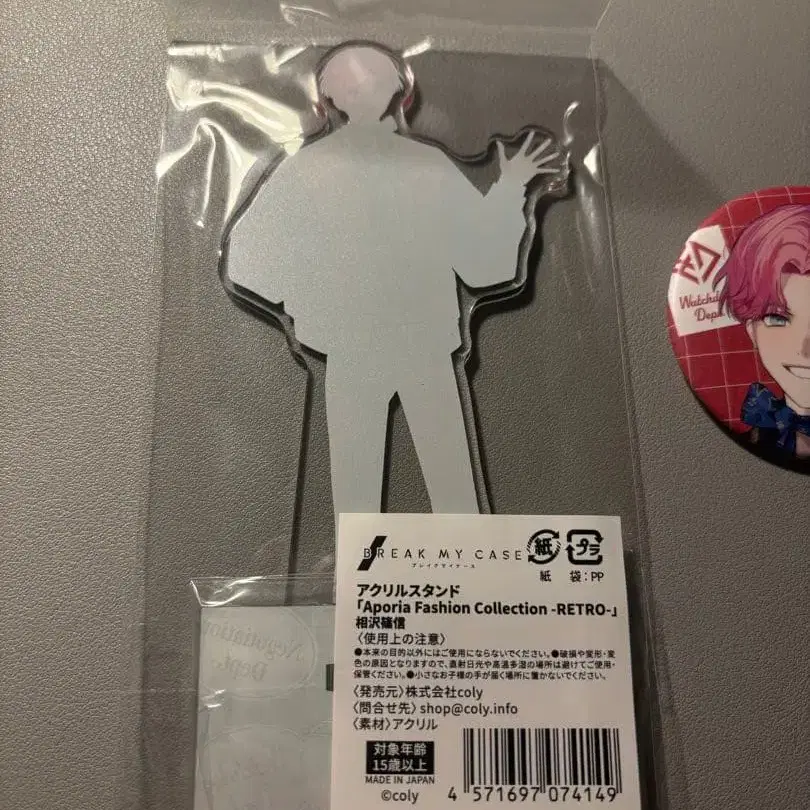 Watchd
Dept.
BREAK MY CASE
ブレイクマイケース
紙
プラ
紙 袋:PP
アクリルスタンド
「Aporia Fashion Collection -RETRO-」
相沢篠信
〈使用上の注意〉
●本来の目的以外にはご使用にならないでください。●破損や変形・変
色の原因となりますので、直射日光や高温多湿の場所は避けてご使用・
保管ください。●小さなお子様の手が届く場所に置かないでください。
〈発売元〉株式会社coly
〈問合せ先〉shop@coly.info
〈素材〉アクリル
対象年齢
15歳以上
MADE IN JAPAN
©coly
4 571697 074149
Negotiation
Dept.